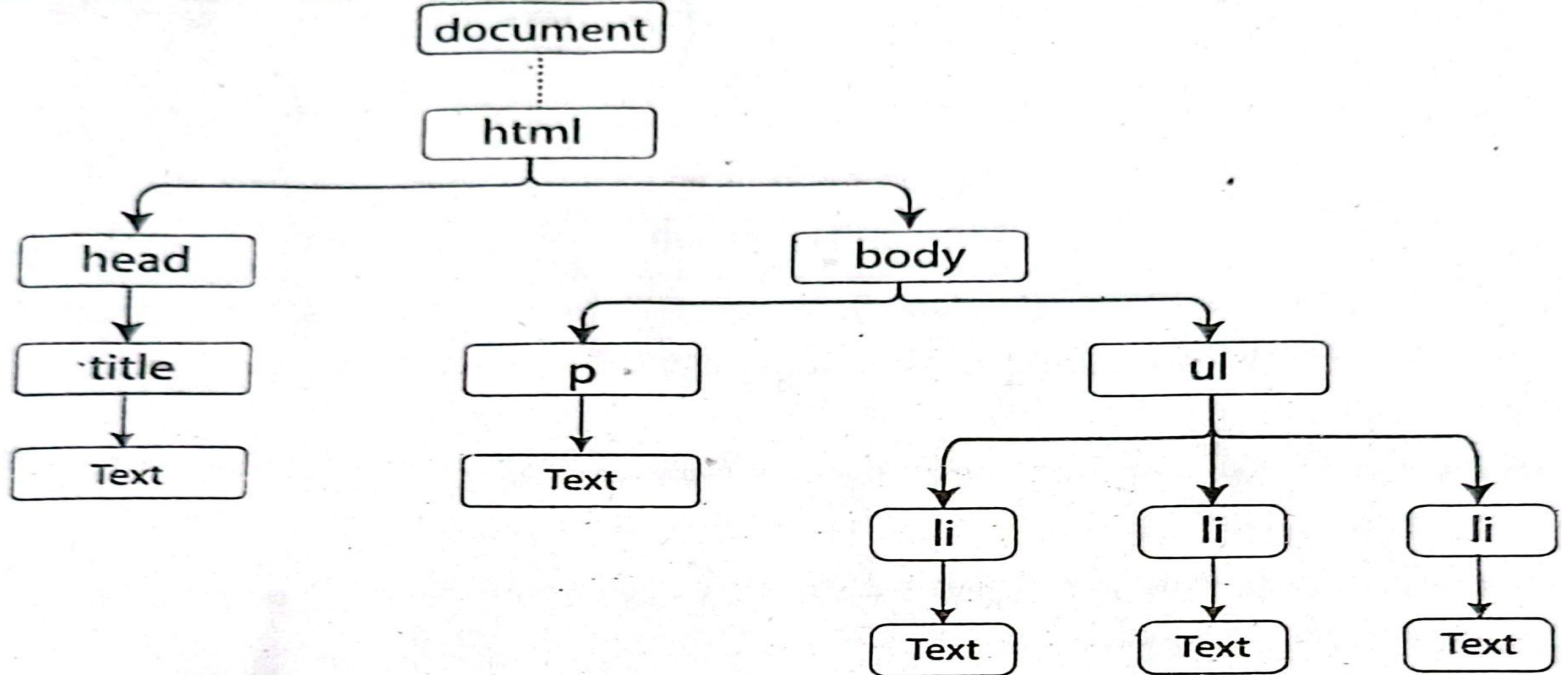 document
html
head
body
title
p
ul
Text
Text
li
li
li
Text
Text
Text